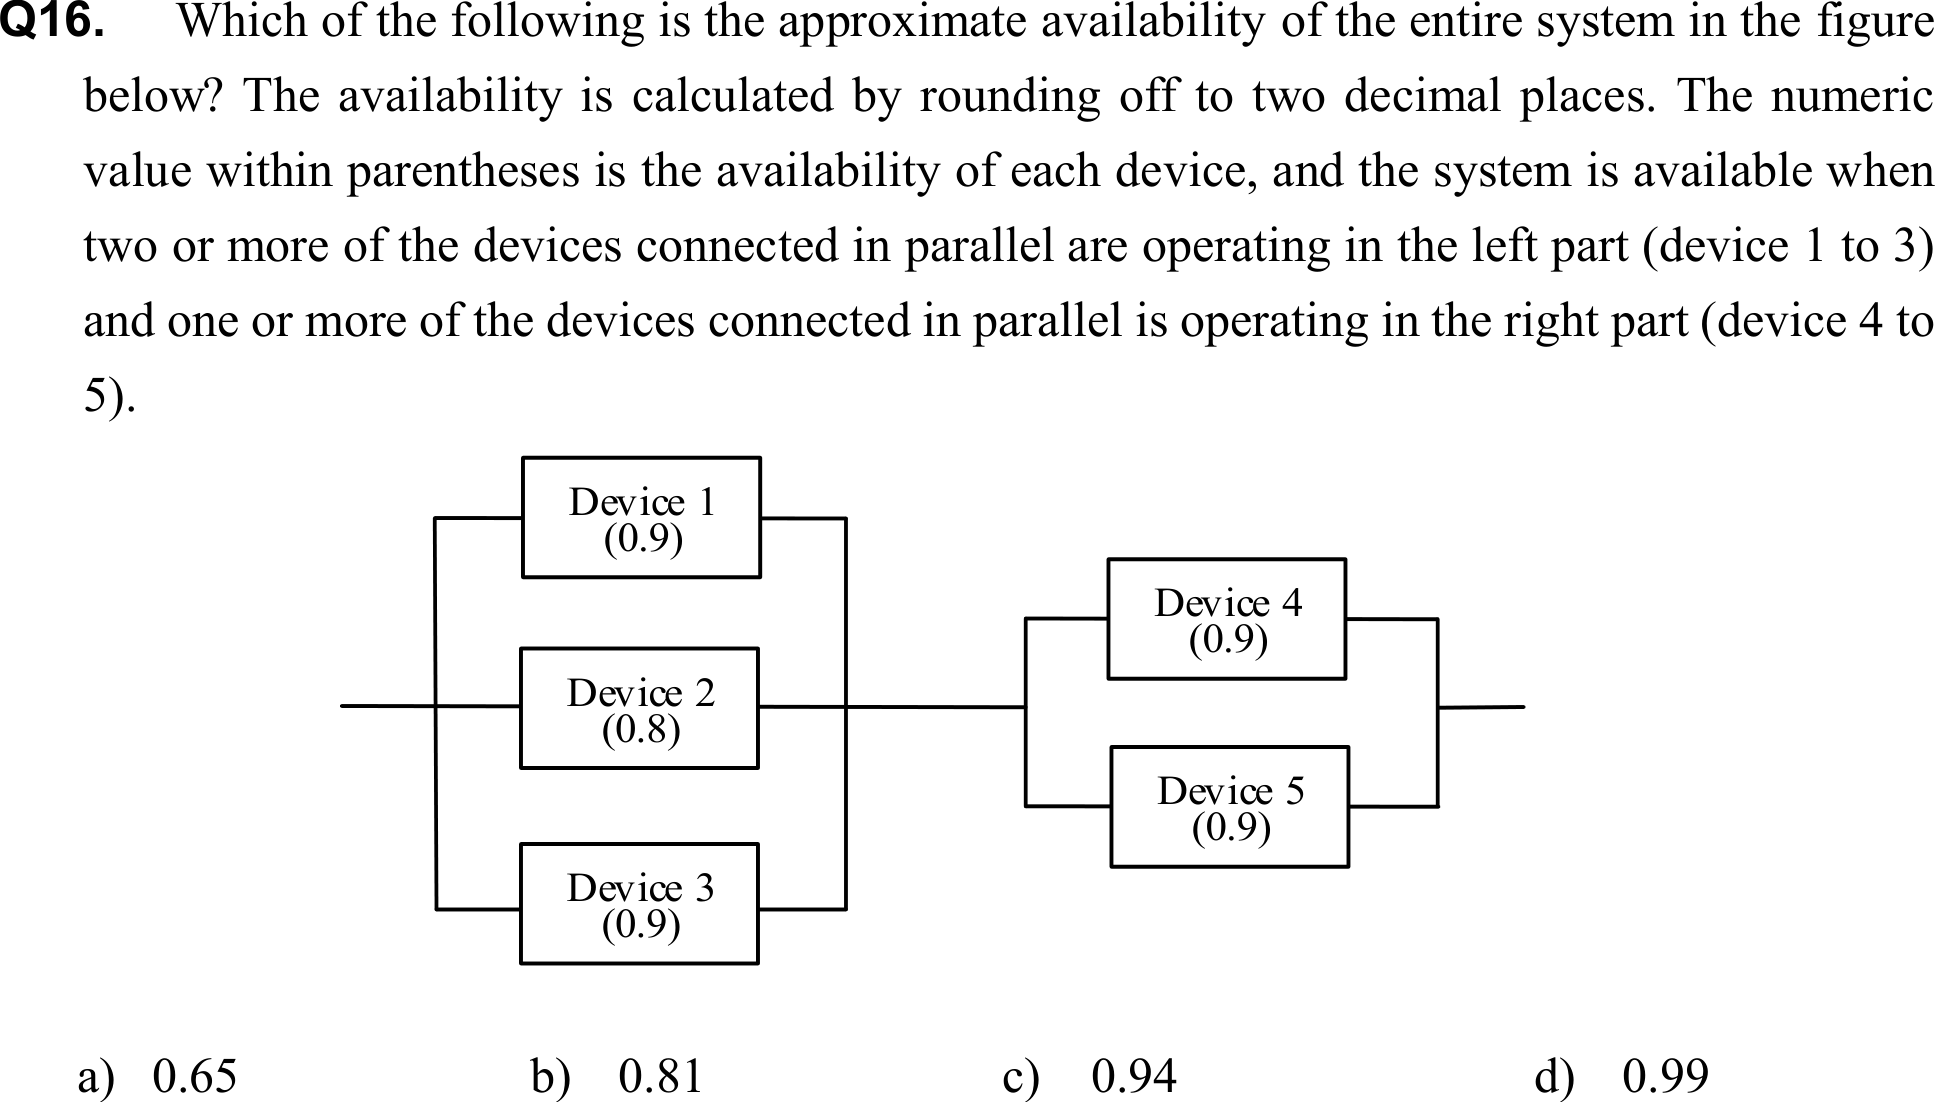 Q16. Which of the following is the approximate availability of the entire system in the figure
below? The availability is calculated by rounding off to two decimal places. The numeric
value within parentheses is the availability of each device, and the system is available when
two or more of the devices connected in parallel are operating in the left part (device 1 to 3)
and one or more of the devices connected in parallel is operating in the right part (device 4 to
5).
Device 1
(0.9)
Device 2
(0.8)
Device 3
(0.9)
Device 4
(0.9)
Device 5
(0.9)
a) 0.65 b) 0.81 c) 0.94 d) 0.99